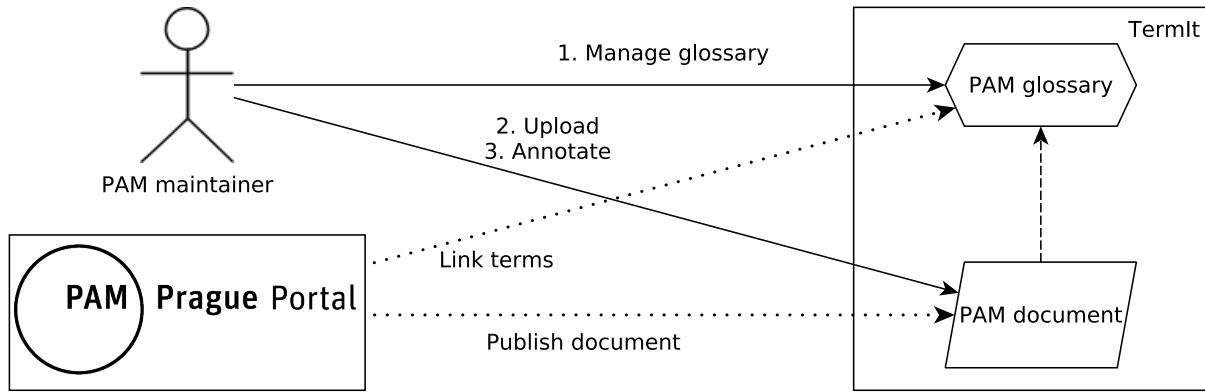 TermIt
1. Manage glossary
PAM glossary
2. Upload
3. Annotate
PAM maintainer
Link terms
PAM Prague Portal
PAM document
Publish document